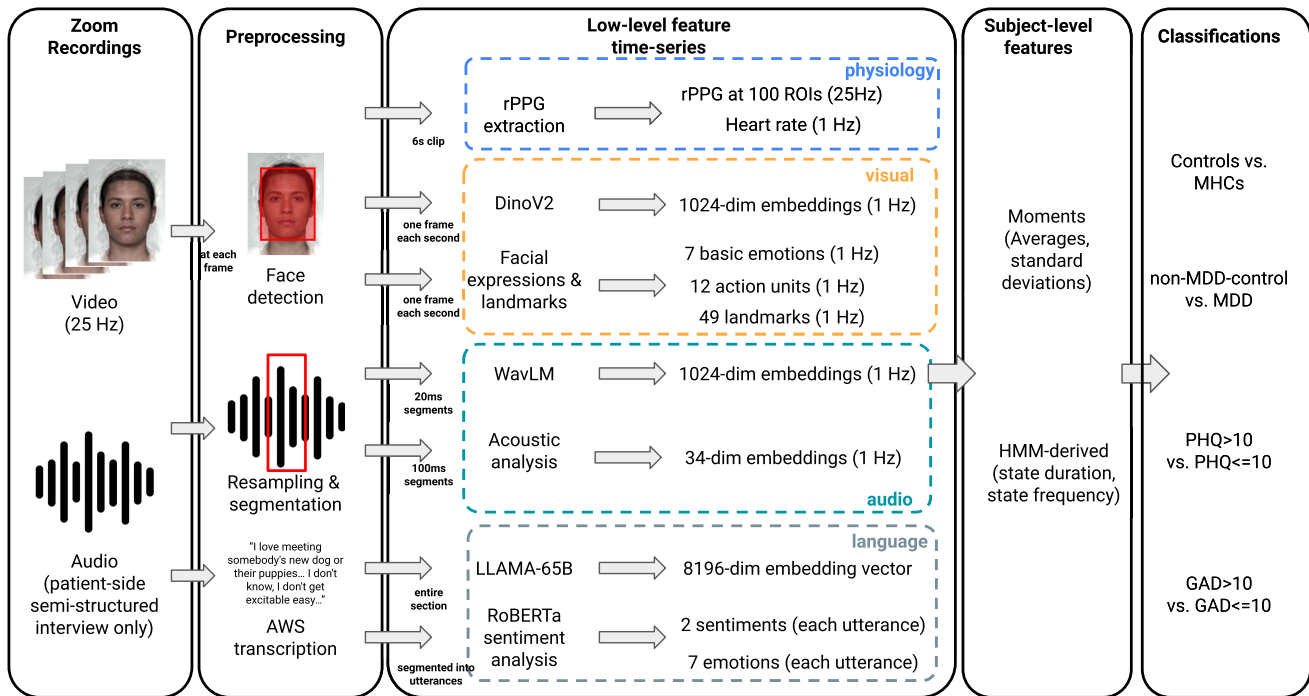 Zoom
Recordings
Video
(25 Hz)
Audio
(patient-side
semi-structured
interview only)
Preprocessing
at each
frame
Face
detection
Resampling &
segmentation
“I love meeting
somebody's new dog or
their puppies... I don't
know, I don't get
excitable easy...”
AWS
transcription
Low-level feature
time-series
physiology
6s clip
rPPG
extraction
rPPG at 100 ROIs (25Hz)
Heart rate (1 Hz)
visual
one frame
each second
DinoV2
1024-dim embeddings (1 Hz)
one frame
each second
Facial
expressions &
landmarks
7 basic emotions (1 Hz)
12 action units (1 Hz)
49 landmarks (1 Hz)
20ms
segments
WavLM
1024-dim embeddings (1 Hz)
100ms
segments
Acoustic
analysis
34-dim embeddings (1 Hz)
audio
language
entire
section
LLAMA-65B
8196-dim embedding vector
segmented into
utterances
RoBERTa
sentiment
analysis
2 sentiments (each utterance)
7 emotions (each utterance)
Subject-level
features
Moments
(Averages,
standard
deviations)
HMM-derived
(state duration,
state frequency)
Classifications
Controls vs.
MHCs
non-MDD-control
vs. MDD
PHQ>10
vs. PHQ<=10
GAD>10
vs. GAD<=10